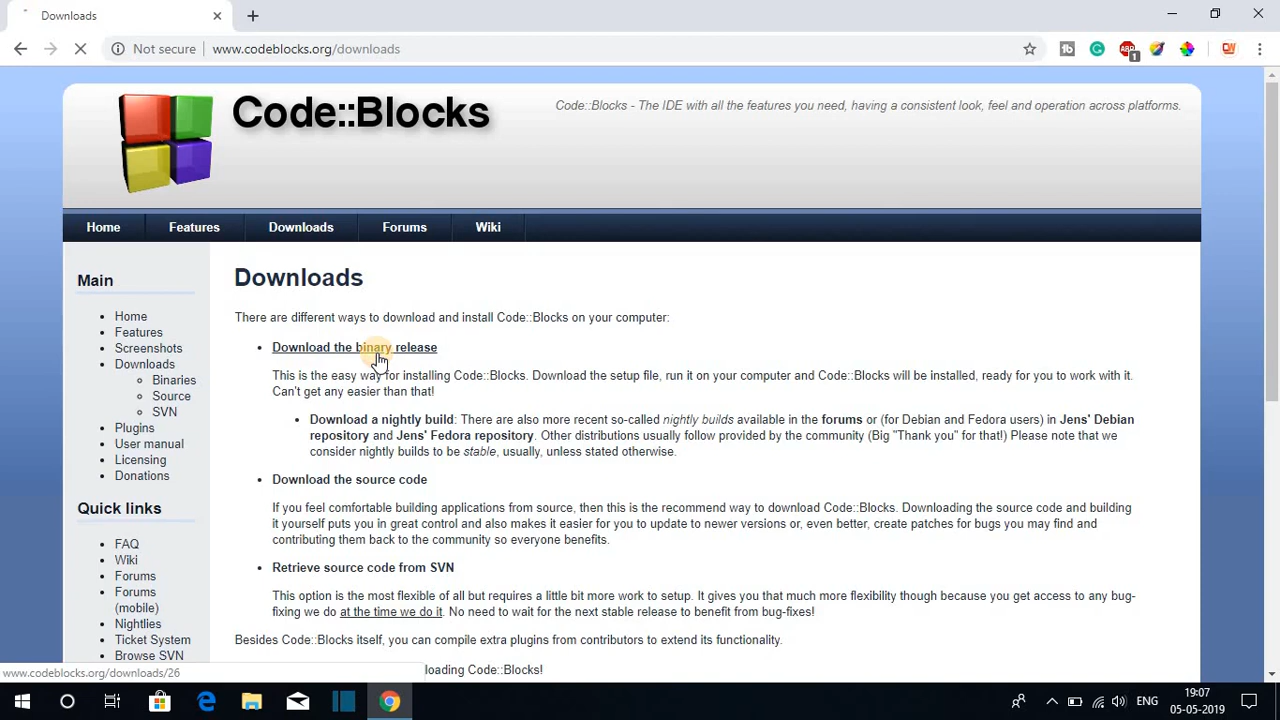 Downloads
Not secure | www.codeblocks.org/downloads
1
Code::Blocks
Code::Blocks - The IDE with all the features you need, having a consistent look, feel and operation across platforms.
Home Features Downloads Forums Wiki
Main
Home
Features
Screenshots
Downloads
Binaries
Source
SVN
Plugins
User manual
Licensing
Donations
Quick links
FAQ
Wiki
Forums
Forums
(mobile)
Nightlies
Ticket System
Browse SVN
Downloads
There are different ways to download and install Code::Blocks on your computer:
Download the binary release
This is the easy way for installing Code::Blocks. Download the setup file, run it on your computer and Code::Blocks will be installed, ready for you to work with it.
Can't get any easier than that!
Download a nightly build: There are also more recent so-called nightly builds available in the forums or (for Debian and Fedora users) in Jens' Debian
repository and Jens' Fedora repository. Other distributions usually follow provided by the community (Big "Thank you" for that!) Please note that we
consider nightly builds to be stable, usually, unless stated otherwise.
Download the source code
If you feel comfortable building applications from source, then this is the recommend way to download Code::Blocks. Downloading the source code and building
it yourself puts you in great control and also makes it easier for you to update to newer versions or, even better, create patches for bugs you may find and
contributing them back to the community so everyone benefits.
Retrieve source code from SVN
This option is the most flexible of all but requires a little bit more work to setup. It gives you that much more flexibility though because you get access to any bug-
fixing we do at the time we do it. No need to wait for the next stable release to benefit from bug-fixes!
Besides Code::Blocks itself, you can compile extra plugins from contributors to extend its functionality.
loading Code::Blocks!
www.codeblocks.org/downloads/26
ENG
19:07
05-05-2019